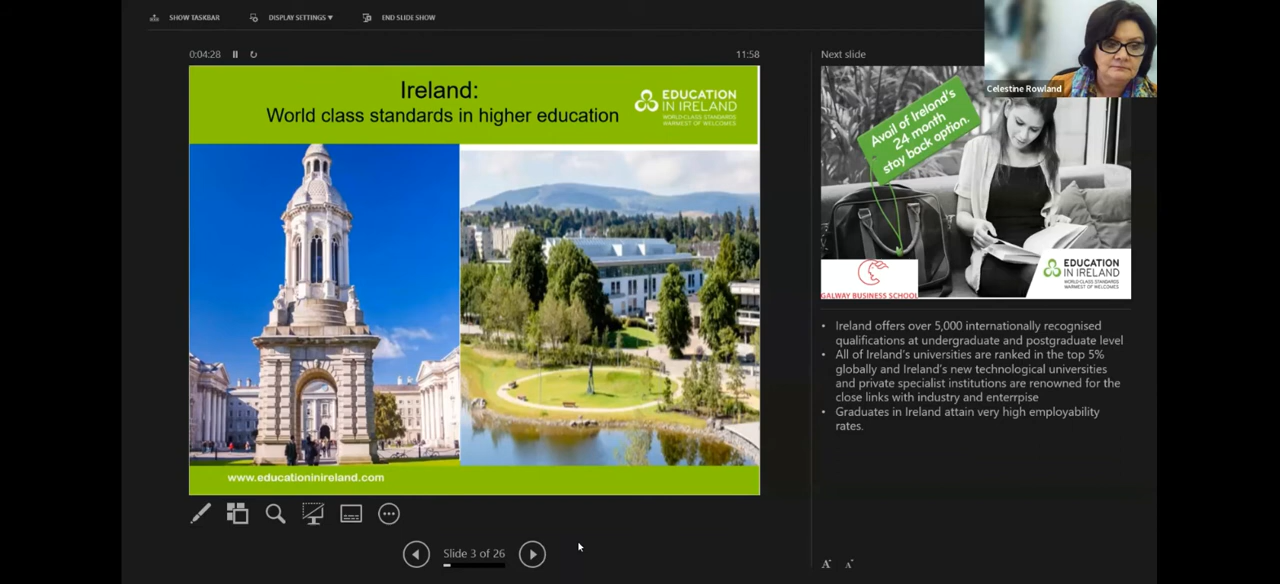 SHOW TASKBAR
DISPLAY SETTINGS ▼
END SLIDE SHOW
0:04:28
11:58
Next slide
Celestine Rowland
Ireland:
World class standards in higher education
EDUCATION
IN IRELAND
WORLD-CLASS STANDARDS
WARMEST OF WELCOMES
www.educationinireland.com
Avail of Ireland's
24 month
stay back option.
GALWAY BUSINESS SCHOOL
EDUCATION
IN IRELAND
WORLD-CLASS STANDARDS
WARMEST OF WELCOMES
• Ireland offers over 5,000 internationally recognised
qualifications at undergraduate and postgraduate level
• All of Ireland's universities are ranked in the top 5%
globally and Ireland's new technological universities
and private specialist institutions are renowned for the
close links with industry and enterrpise
• Graduates in Ireland attain very high employability
rates.
Slide 3 of 26
A A